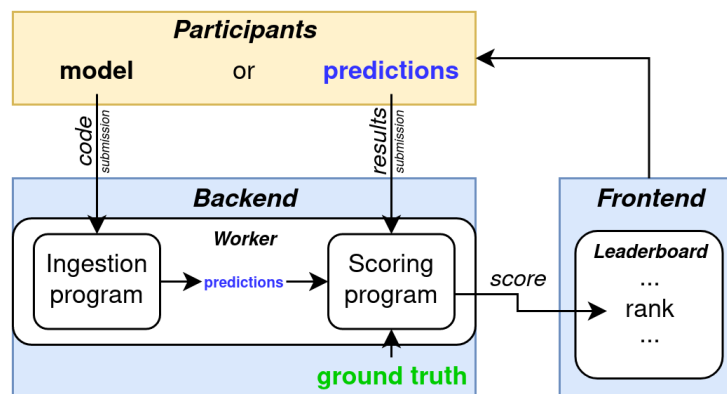 Participants
model or predictions
code submission
results submission
Backend
Worker
Ingestion program
predictions
Scoring program
ground truth
score
Frontend
Leaderboard
...
rank
...